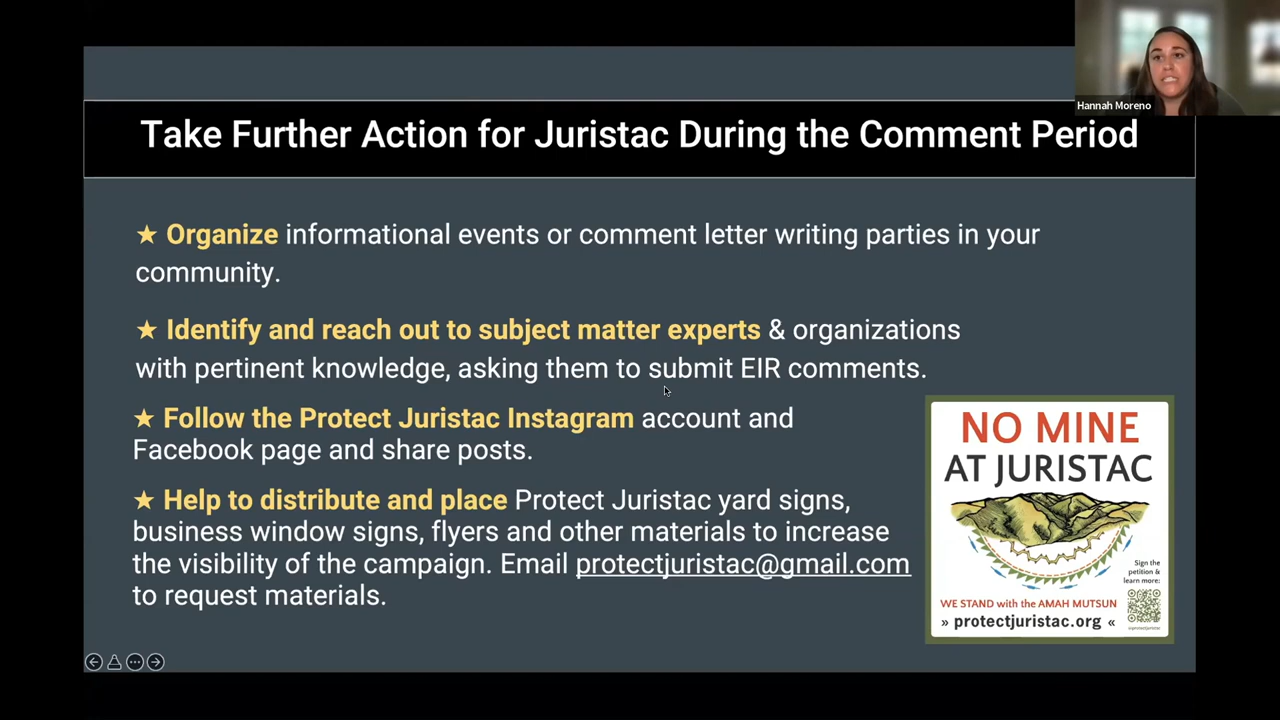 Hannah Moreno
Take Further Action for Juristac During the Comment Period
★ Organize informational events or comment letter writing parties in your
community.
★ Identify and reach out to subject matter experts & organizations
with pertinent knowledge, asking them to submit EIR comments.
★ Follow the Protect Juristac Instagram account and
Facebook page and share posts.
★ Help to distribute and place Protect Juristac yard signs,
business window signs, flyers and other materials to increase
the visibility of the campaign. Email protectjuristac@gmail.com
to request materials.
NO MINE
AT JURISTAC
Sign the
petition &
learn more:
WE STAND with the AMAH MUTSUN
» protectjuristac.org «
@protectjuristac